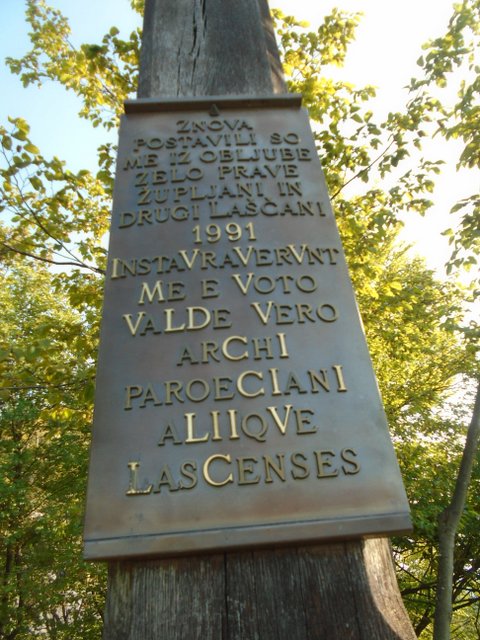 ZNOVA
POSTAVILI SO
ME IZ OBLJUBE
ZELO PRAVE
ŽUPLJANI IN
DRUGI LAŠČANI
1991
INSTAVRAVERVNT
ME E VOTO
VALDE VERO
ARCHI
PAROECIANI
ALIIQVE
LASCENSES